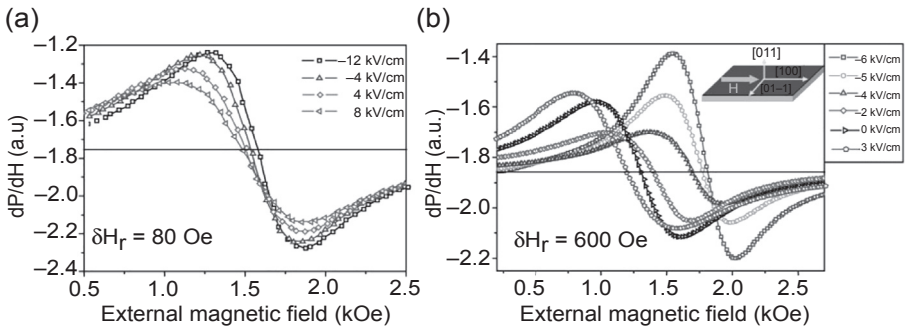 (a)
dP/dH (a.u)
–1.2
–1.4
–1.6
–1.8
–2.0
–2.2
–2.4
–12 kV/cm
–4 kV/cm
4 kV/cm
8 kV/cm
δHr = 80 Oe
0.5 1.0 1.5 2.0 2.5
External magnetic field (kOe)
(b)
dP/dH (a.u.)
–1.4
–1.6
–1.8
–2.0
–2.2
[011]
[100]
H
[01–1]
–6 kV/cm
–5 kV/cm
–4 kV/cm
–2 kV/cm
0 kV/cm
3 kV/cm
δHr = 600 Oe
0.5 1.0 1.5 2.0 2.5
External magnetic field (kOe)